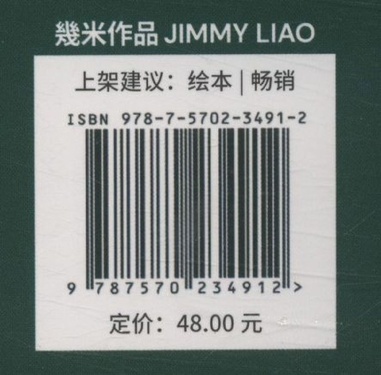 幾米作品 JIMMY LIAO
上架建议：绘本 | 畅销
ISBN 978-7-5702-3491-2
9 787570 234912 >
定价：48.00 元